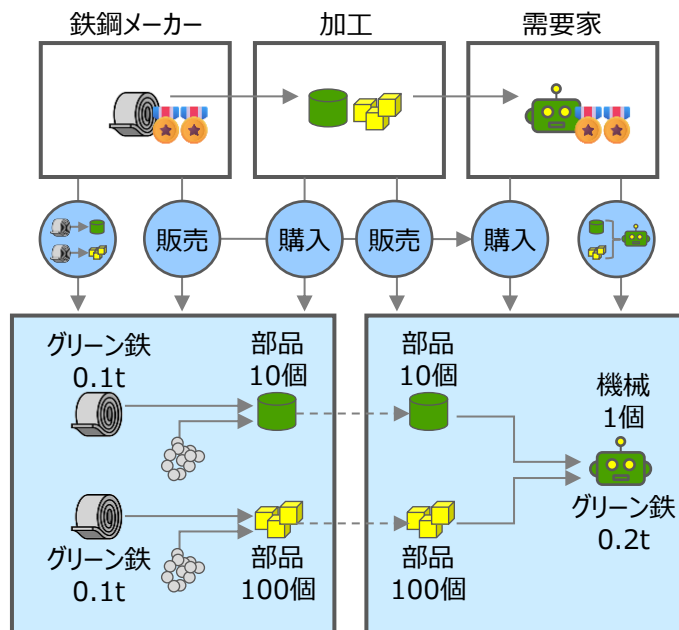 鉄鋼メーカー
加工
需要家
販売
購入
販売
購入
グリーン鉄
0.1t
部品
10個
グリーン鉄
0.1t
部品
100個
部品
10個
部品
100個
機械
1個
グリーン鉄
0.2t